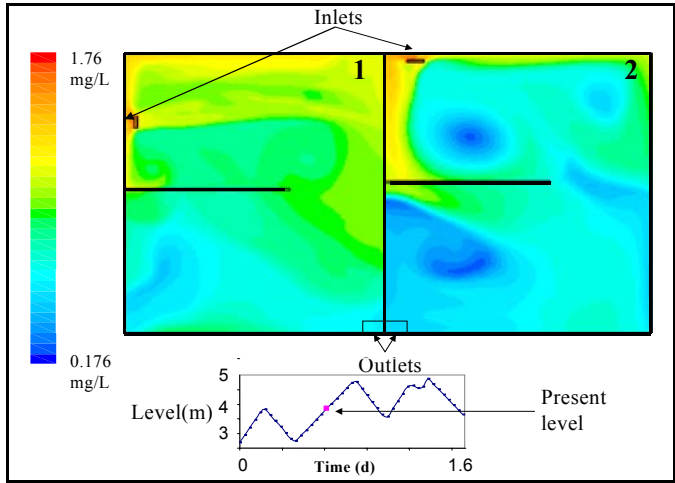 Inlets
1.76
mg/L
1
2
0.176
mg/L
Outlets
5
Level(m)
4
3
Present
level
0
Time (d)
1.6